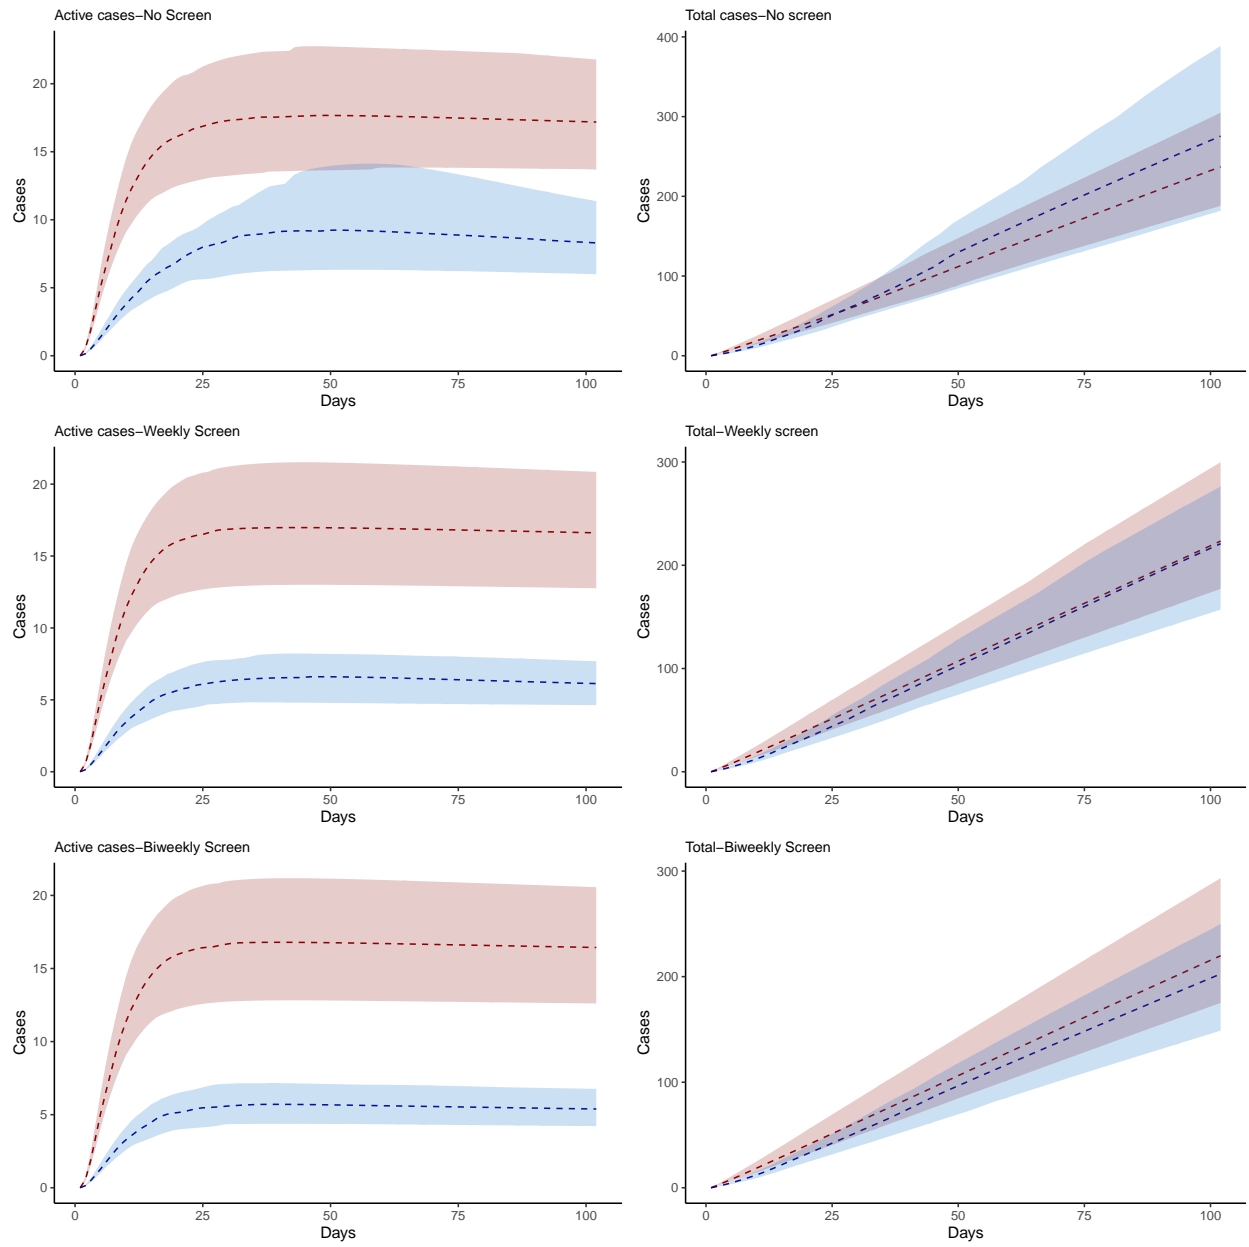 Active cases−No Screen
20
15
10
5
0
Cases
0 25 50 75 100
Days
Total cases−No screen
400
300
200
100
0
Cases
0 25 50 75 100
Days
Active cases−Weekly Screen
20
15
10
5
0
Cases
0 25 50 75 100
Days
Total−Weekly screen
300
200
100
0
Cases
0 25 50 75 100
Days
Active cases−Biweekly Screen
20
15
10
5
0
Cases
0 25 50 75 100
Days
Total−Biweekly Screen
300
200
100
0
Cases
0 25 50 75 100
Days